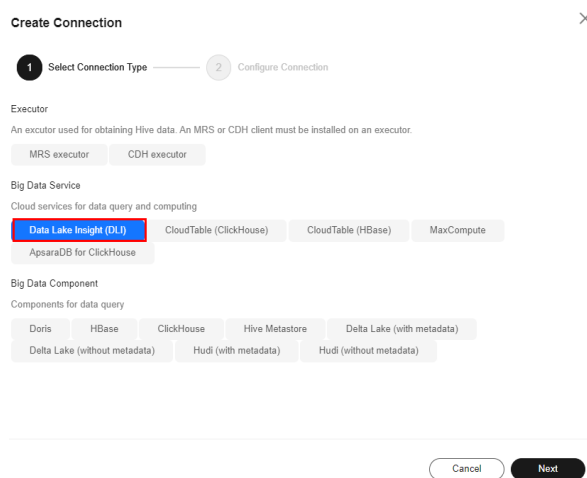 Create Connection
1 Select Connection Type 2 Configure Connection
Executor
An excutor used for obtaining Hive data. An MRS or CDH client must be installed on an executor.
MRS executor CDH executor
Big Data Service
Cloud services for data query and computing
Data Lake Insight (DLI) CloudTable (ClickHouse) CloudTable (HBase) MaxCompute
ApsaraDB for ClickHouse
Big Data Component
Components for data query
Doris HBase ClickHouse Hive Metastore Delta Lake (with metadata)
Delta Lake (without metadata) Hudi (with metadata) Hudi (without metadata)
Cancel Next